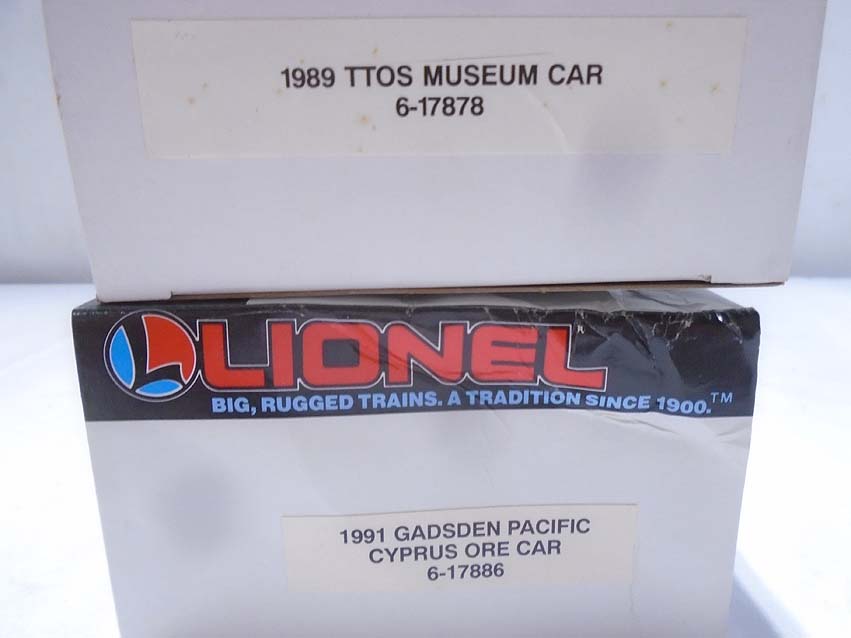 1989 TTOS MUSEUM CAR
6-17878
LIONEL
BIG, RUGGED TRAINS. A TRADITION SINCE 1900.™
1991 GADSDEN PACIFIC
CYPRUS ORE CAR
6-17886